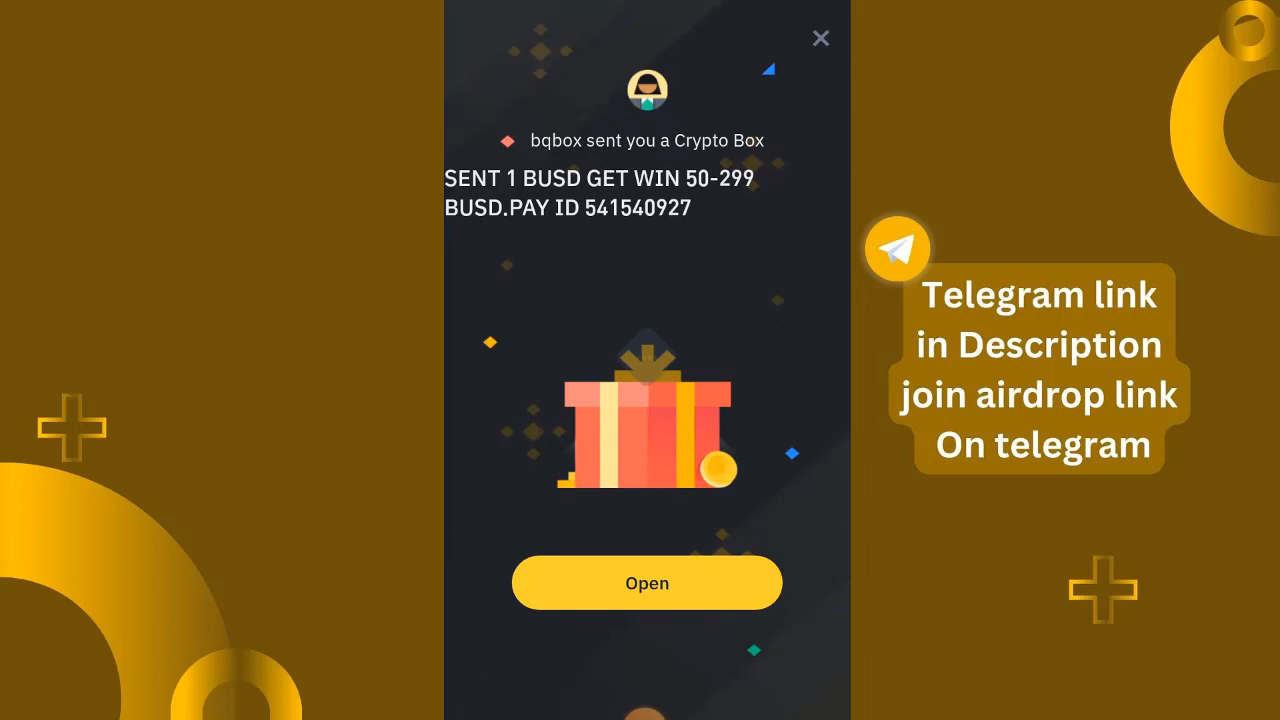 bqbox sent you a Crypto Box
SENT 1 BUSD GET WIN 50-299
BUSD.PAY ID 541540927
Open
Telegram link
in Description
join airdrop link
On telegram